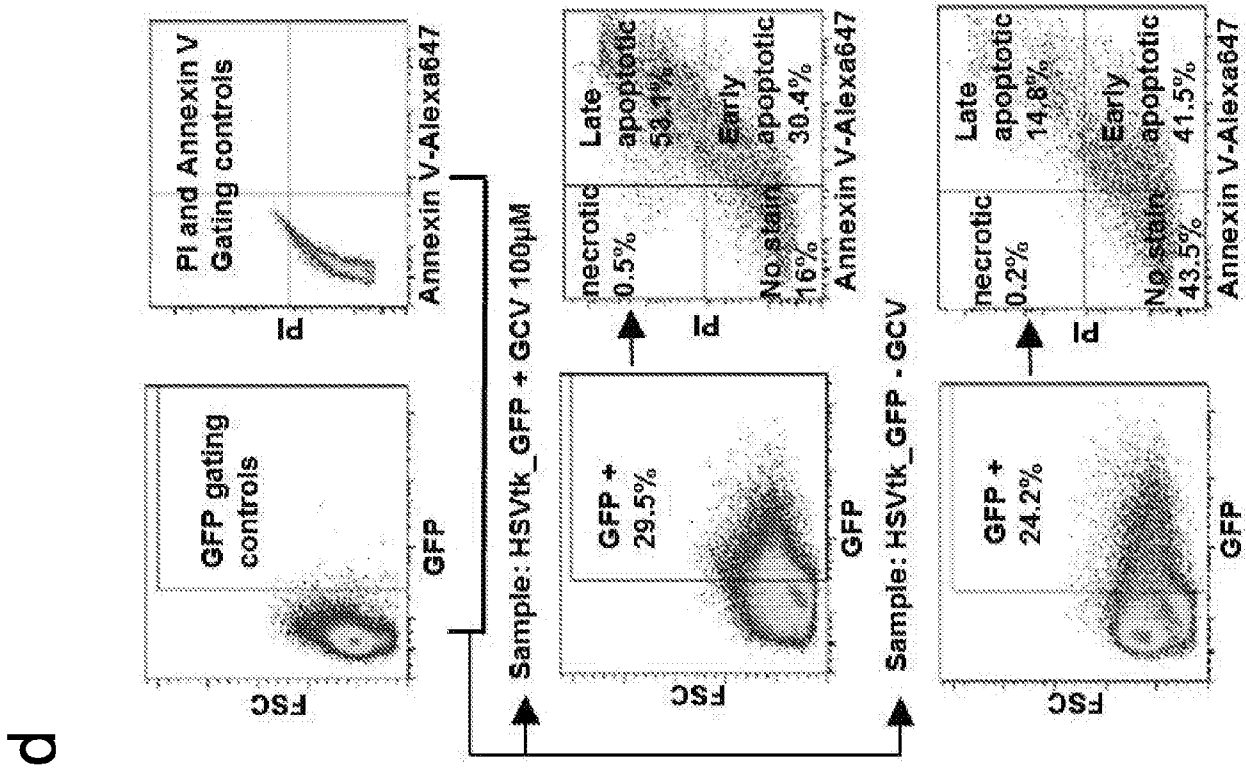 d
GFP gating
controls
FSC
GFP
PI and Annexin V
Gating controls
PI
Annexin V-Alexa647
Sample: HSVtk_GFP + GCV 100µM
GFP +
29.5%
FSC
GFP
necrotic
0.5%
Late
apoptotic
53.1%
No stain
16%
Early
apoptotic
30.4%
PI
Annexin V-Alexa647
Sample: HSVtk_GFP - GCV
GFP +
24.2%
FSC
GFP
necrotic
0.2%
Late
apoptotic
14.8%
No stain
43.5%
Early
apoptotic
41.5%
PI
Annexin V-Alexa647